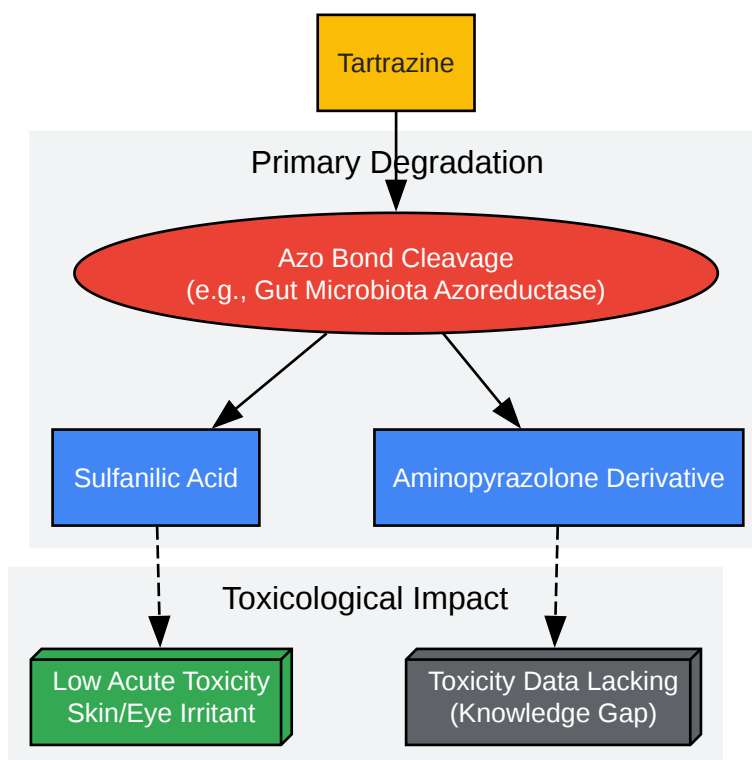 Tartrazine
Primary Degradation
Azo Bond Cleavage
(e.g., Gut Microbiota Azoreductase)
Sulfanilic Acid
Aminopyrazolone Derivative
Toxicological Impact
Low Acute Toxicity
Skin/Eye Irritant
Toxicity Data Lacking
(Knowledge Gap)